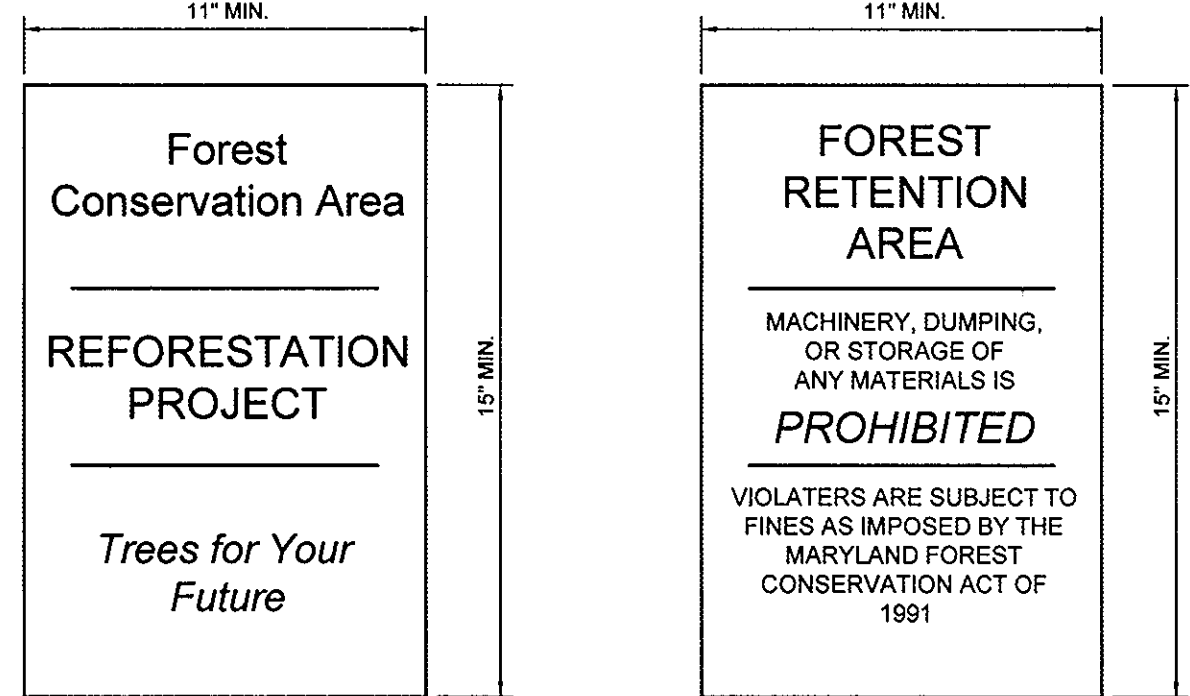 11" MIN.
Forest
Conservation Area
REFORESTATION
PROJECT
Trees for Your
Future
15" MIN.
11" MIN.
FOREST
RETENTION
AREA
MACHINERY, DUMPING,
OR STORAGE OF
ANY MATERIALS IS
PROHIBITED
VIOLATERS ARE SUBJECT TO
FINES AS IMPOSED BY THE
MARYLAND FOREST
CONSERVATION ACT OF
1991
15" MIN.